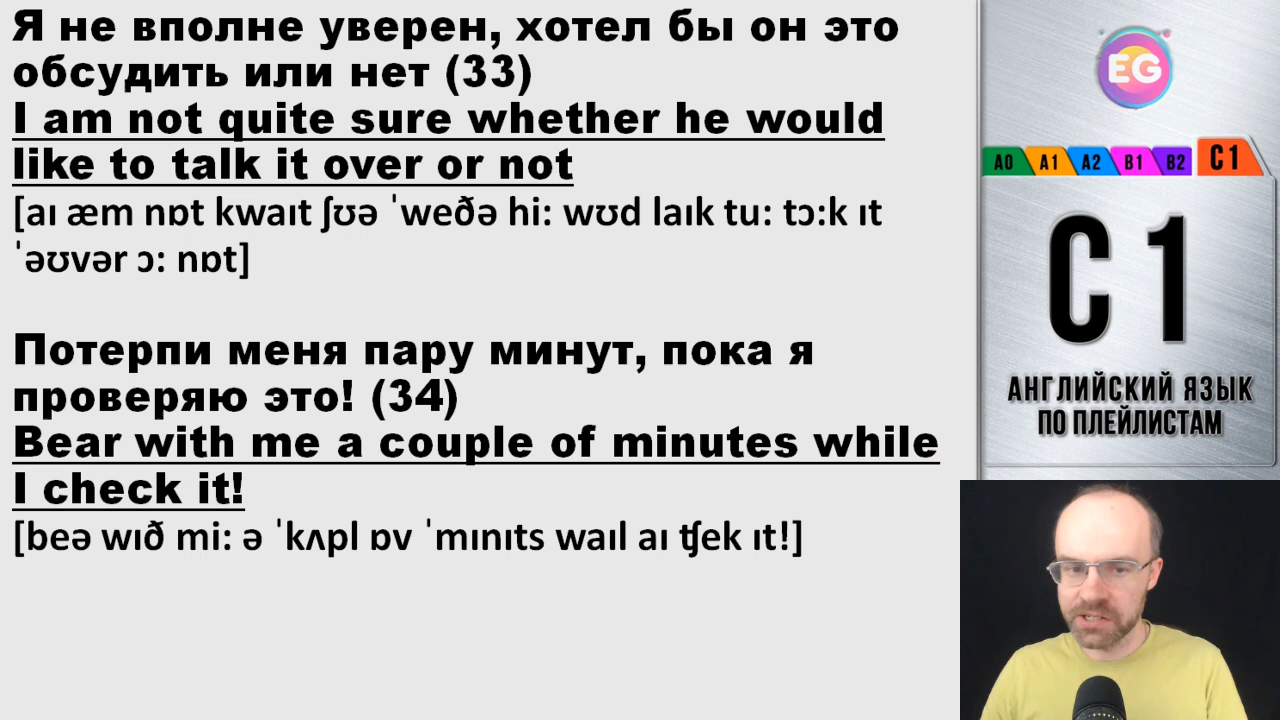 Я не вполне уверен, хотел бы он это
обсудить или нет (33)
I am not quite sure whether he would
like to talk it over or not
[aɪ æm nɒt kwaɪt ʃʊə ˈweðə hi: wʊd laɪk tu: tɔ:k ɪt
ˈəʊvər ɔ: nɒt]
Потерпи меня пару минут, пока я
проверяю это! (34)
Bear with me a couple of minutes while
I check it!
[beə wɪð mi: ə ˈkʌpl ɒv ˈmɪnɪts waɪl aɪ ʧek ɪt!]
EG
A0 A1 A2 B1 B2 C1
C1
АНГЛИЙСКИЙ ЯЗЫК
ПО ПЛЕЙЛИСТАМ